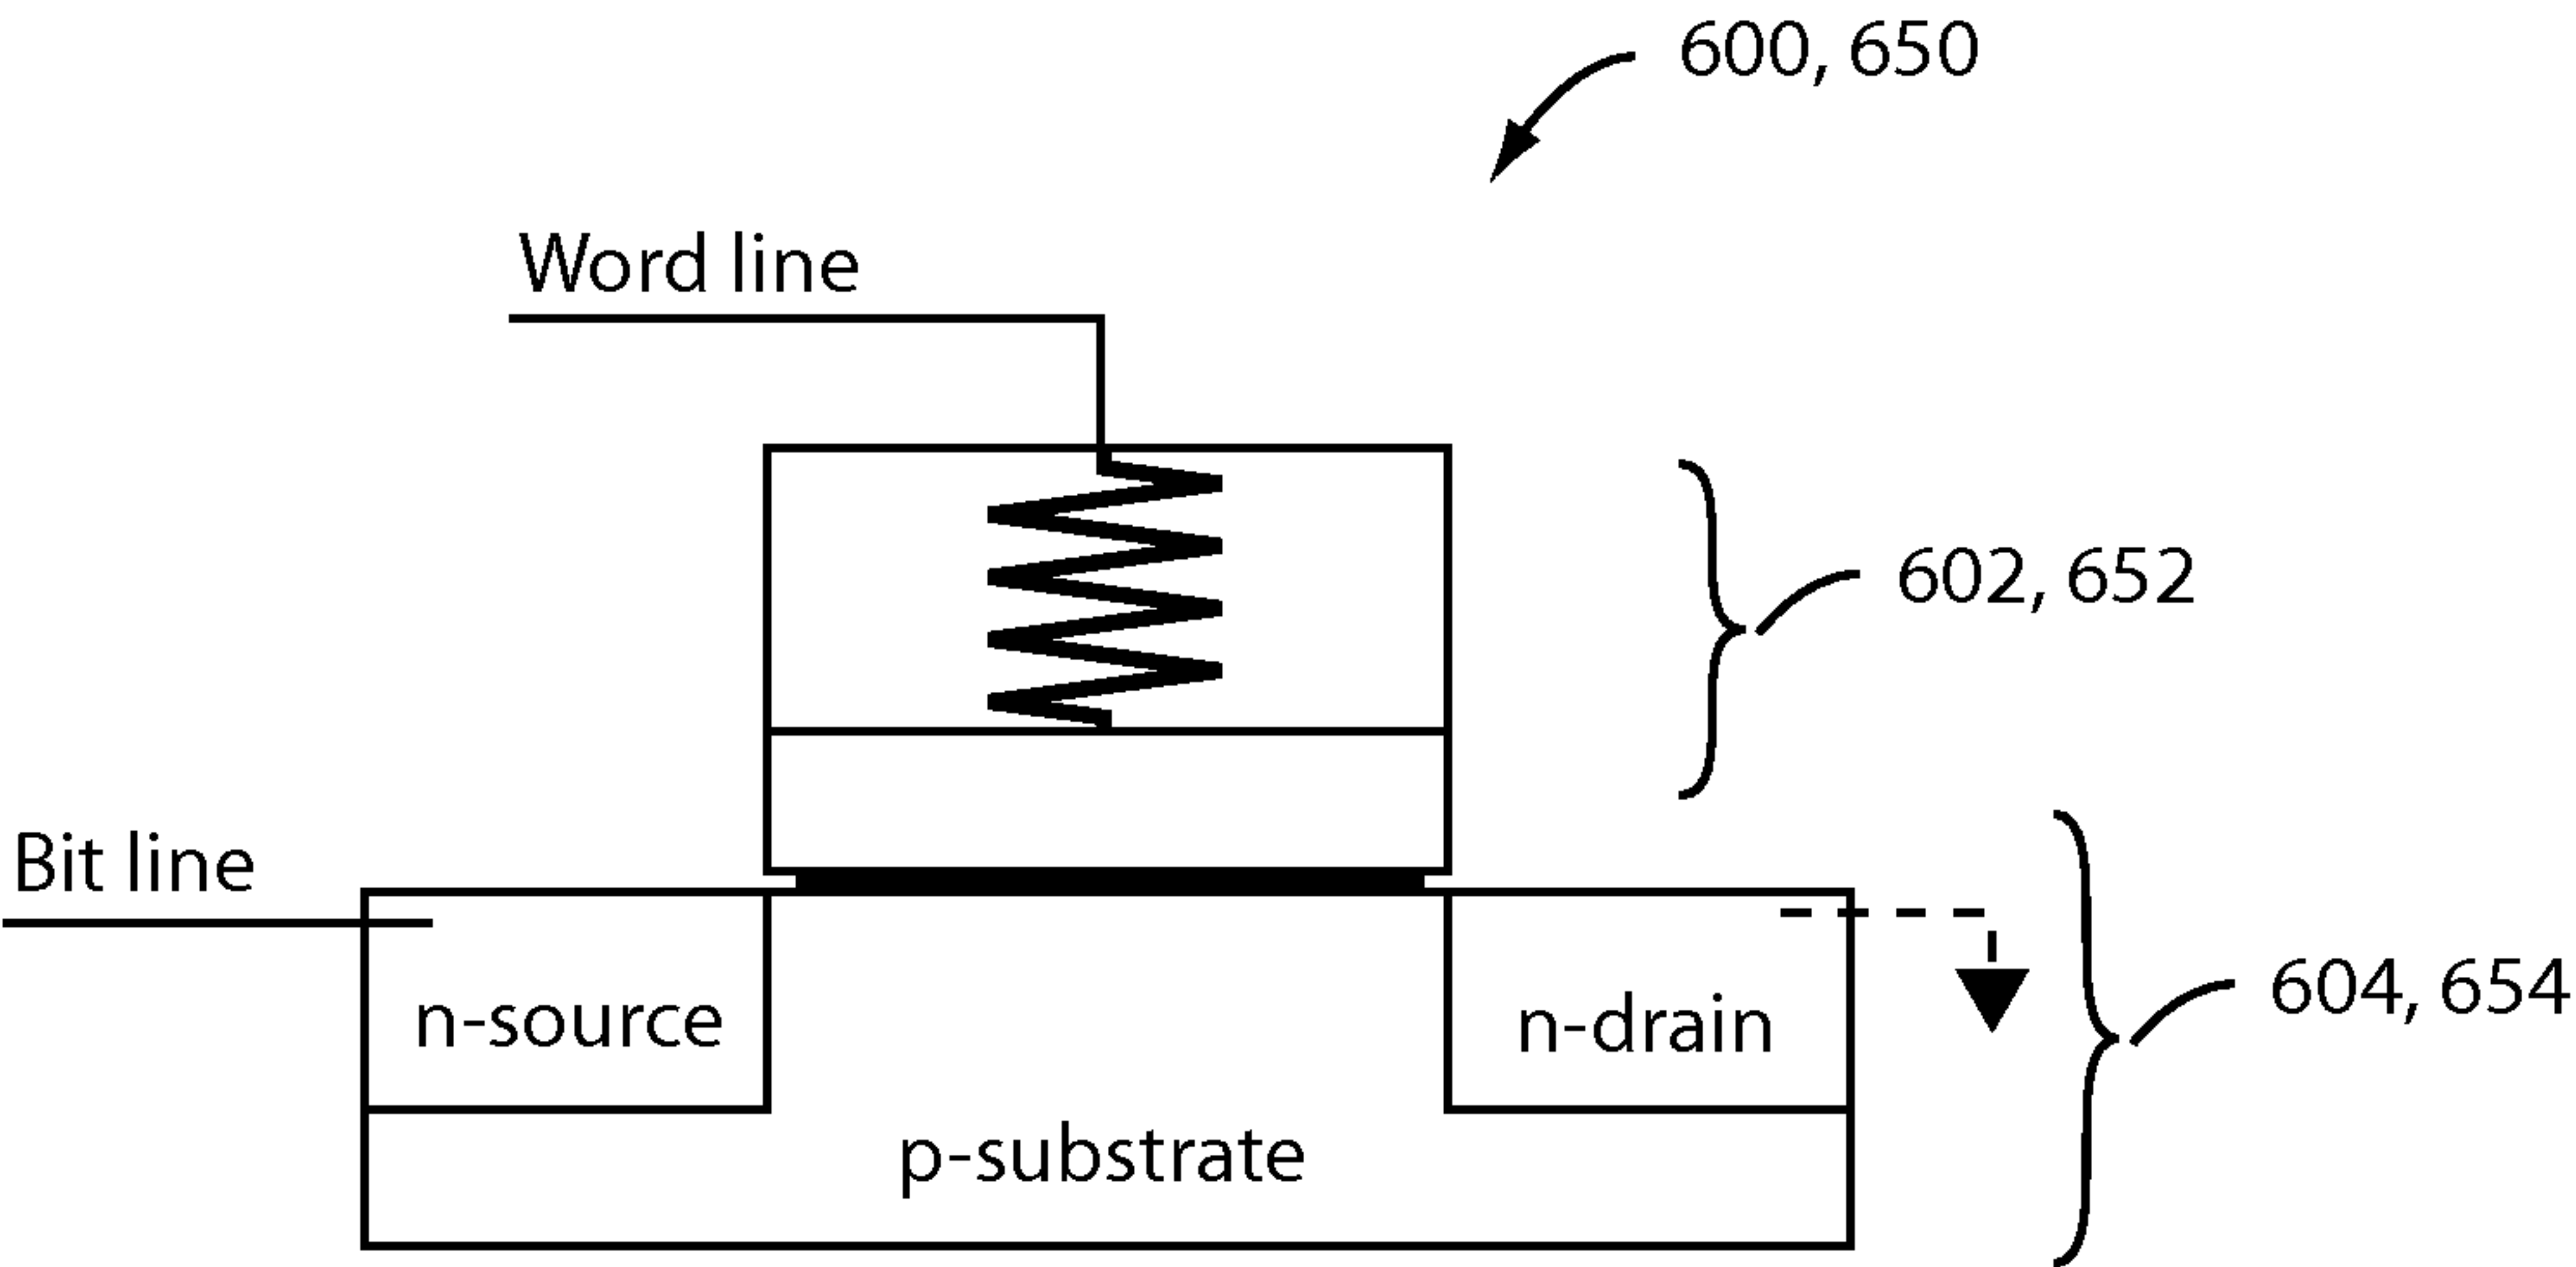 600, 650
Word line
602, 652
Bit line
604, 654
n-source
n-drain
p-substrate